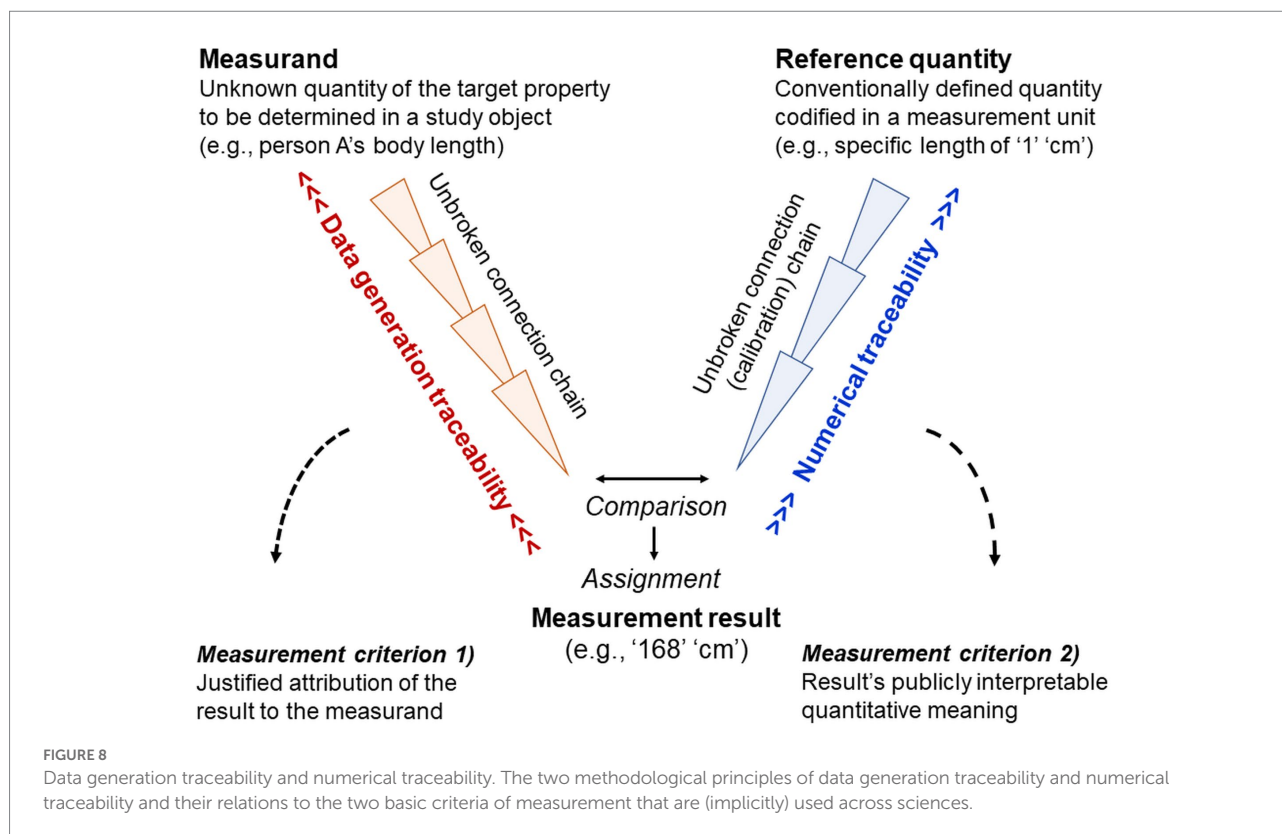 Measurand
Unknown quantity of the target property
to be determined in a study object
(e.g., person A’s body length)
Reference quantity
Conventionally defined quantity
codified in a measurement unit
(e.g., specific length of ‘1’ ‘cm’)
<<< Data generation traceability <<<
Unbroken connection chain
Unbroken connection
(calibration) chain
>>> Numerical traceability >>>
Comparison
Assignment
Measurement result
(e.g., ‘168’ ‘cm’)
Measurement criterion 1)
Justified attribution of the
result to the measurand
Measurement criterion 2)
Result’s publicly interpretable
quantitative meaning
FIGURE 8
Data generation traceability and numerical traceability. The two methodological principles of data generation traceability and numerical
traceability and their relations to the two basic criteria of measurement that are (implicitly) used across sciences.